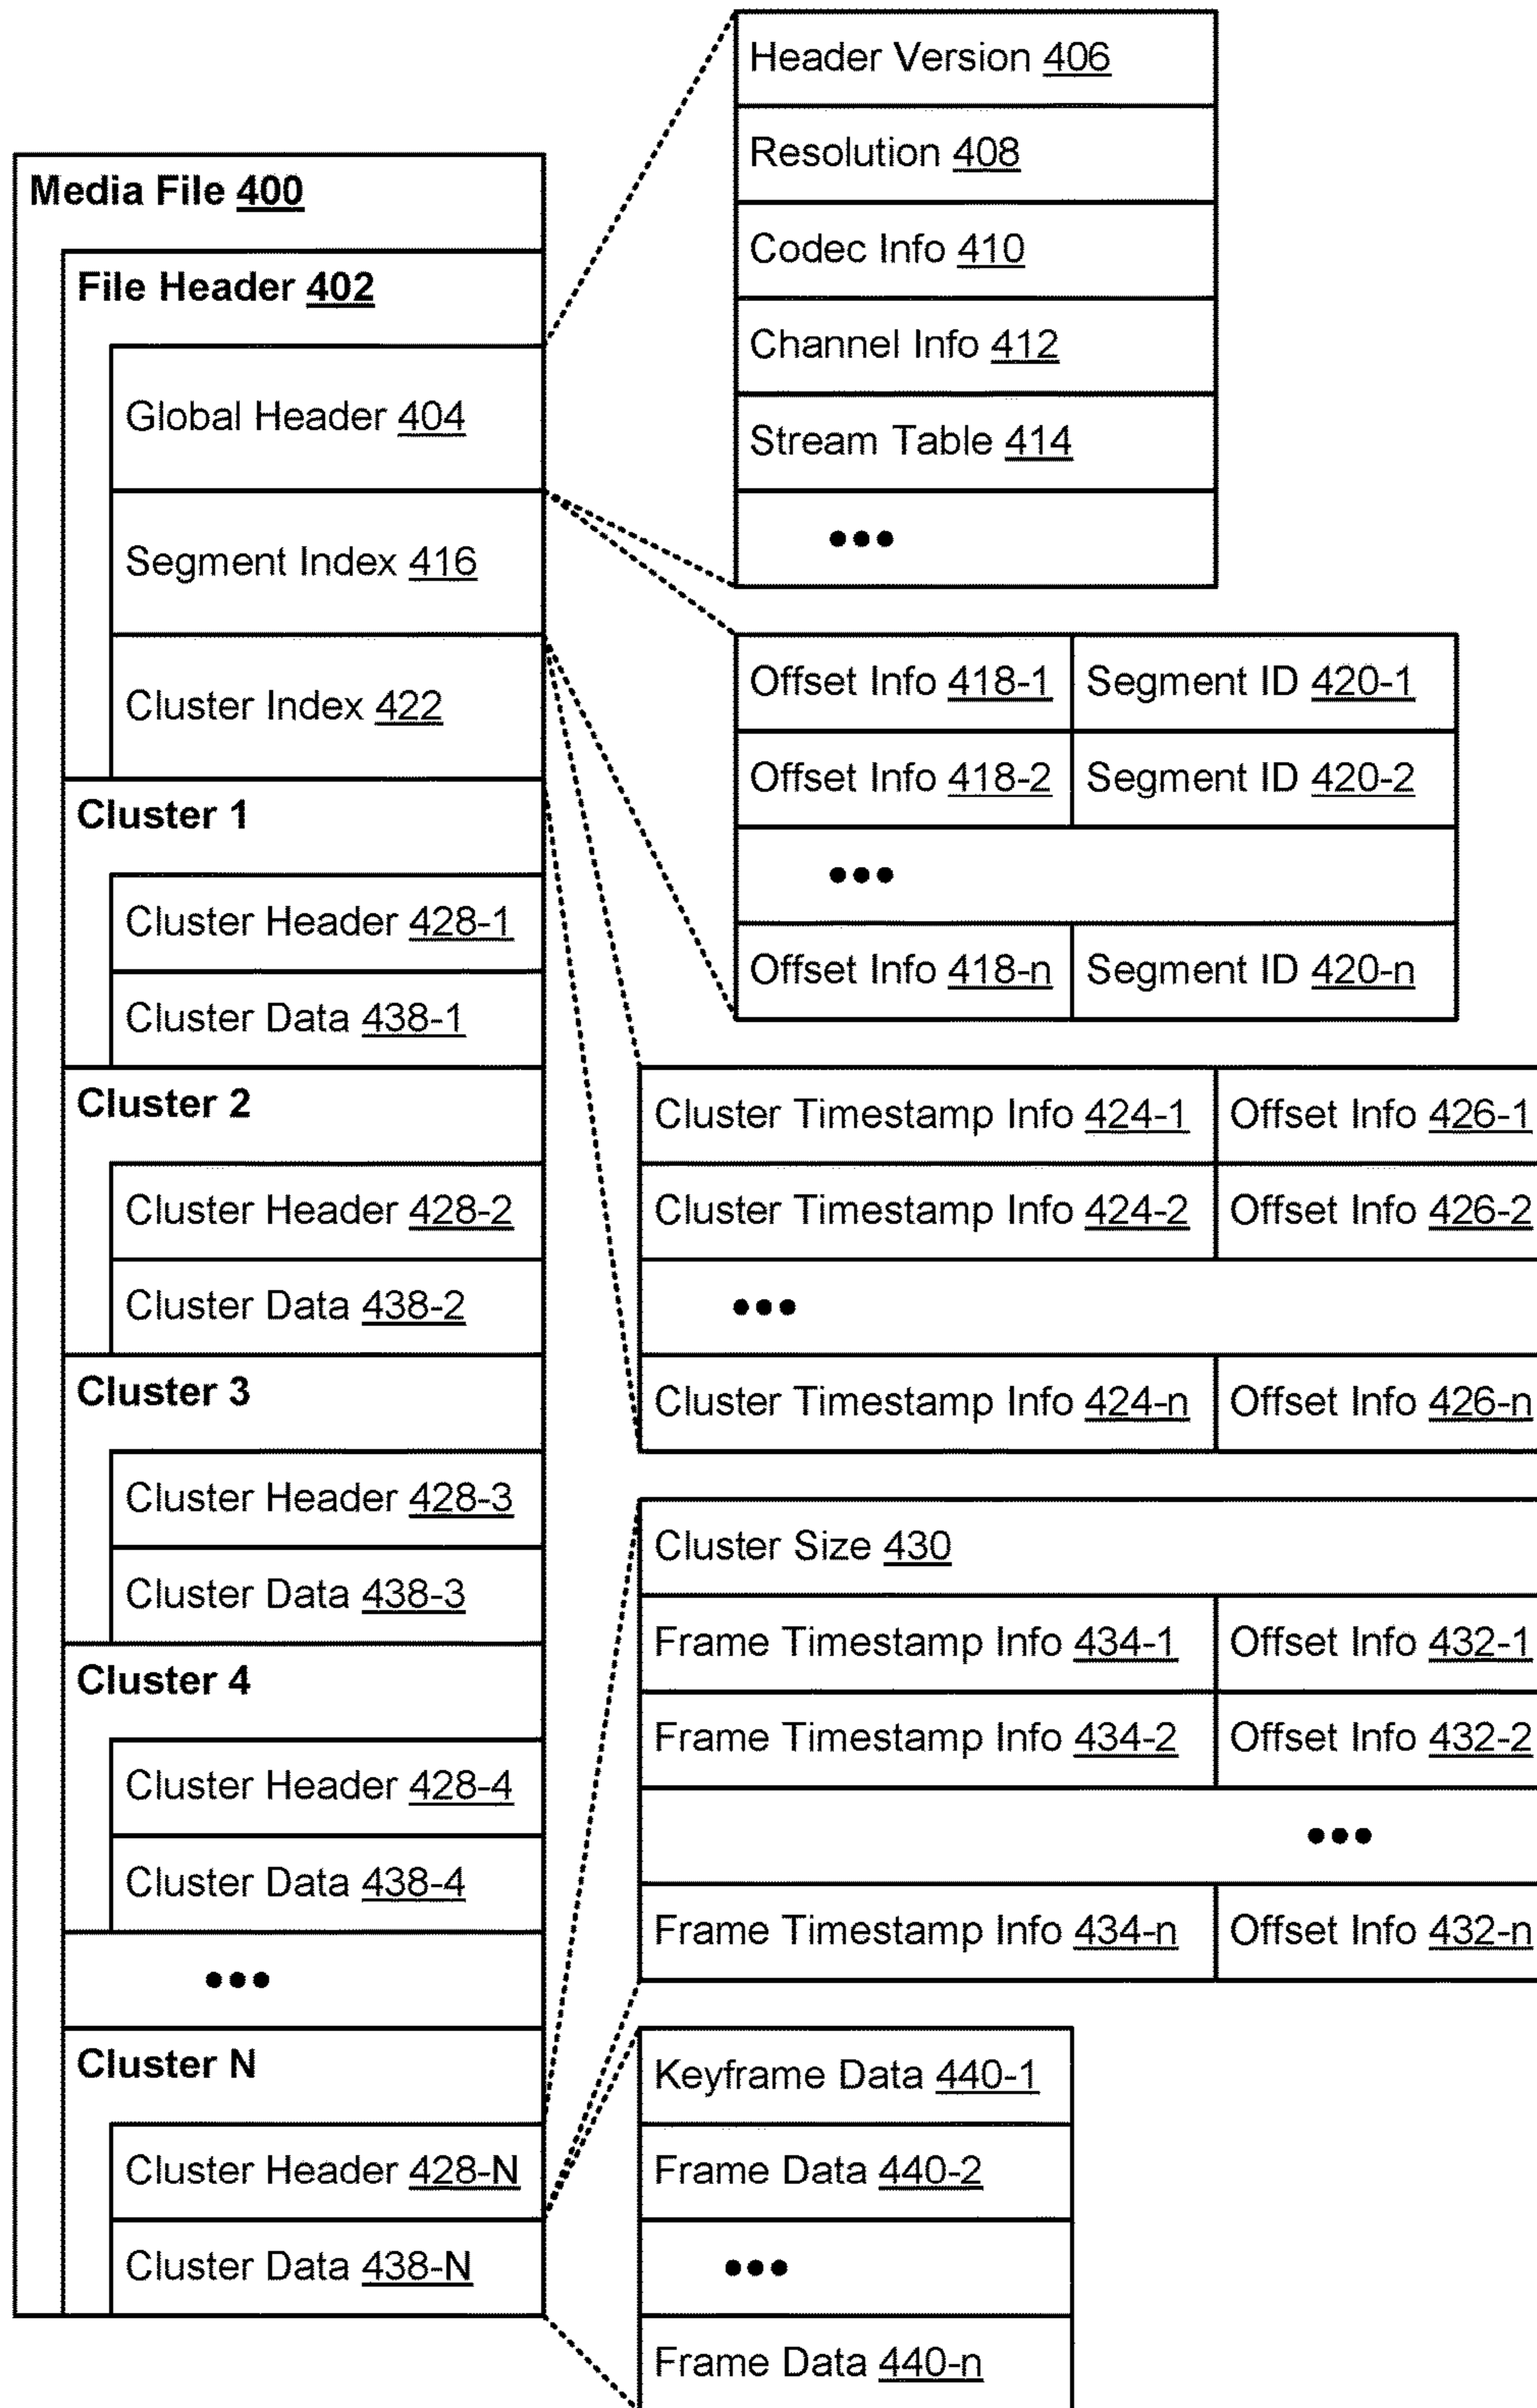 Media File 400
File Header 402
Global Header 404
Segment Index 416
Cluster Index 422
Cluster 1
Cluster Header 428-1
Cluster Data 438-1
Cluster 2
Cluster Header 428-2
Cluster Data 438-2
Cluster 3
Cluster Header 428-3
Cluster Data 438-3
Cluster 4
Cluster Header 428-4
Cluster Data 438-4
•••
Cluster N
Cluster Header 428-N
Cluster Data 438-N
Header Version 406
Resolution 408
Codec Info 410
Channel Info 412
Stream Table 414
•••
Offset Info 418-1 Segment ID 420-1
Offset Info 418-2 Segment ID 420-2
•••
Offset Info 418-n Segment ID 420-n
Cluster Timestamp Info 424-1 Offset Info 426-1
Cluster Timestamp Info 424-2 Offset Info 426-2
•••
Cluster Timestamp Info 424-n Offset Info 426-n
Cluster Size 430
Frame Timestamp Info 434-1 Offset Info 432-1
Frame Timestamp Info 434-2 Offset Info 432-2
•••
Frame Timestamp Info 434-n Offset Info 432-n
Keyframe Data 440-1
Frame Data 440-2
•••
Frame Data 440-n